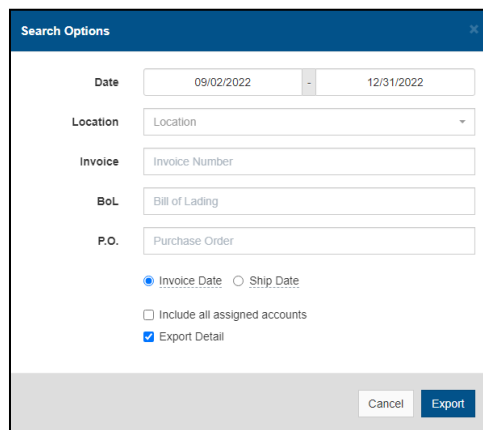 Search Options ×
Date 09/02/2022 - 12/31/2022
Location Location
Invoice Invoice Number
BoL Bill of Lading
P.O. Purchase Order
Invoice Date Ship Date
Include all assigned accounts
Export Detail
Cancel Export